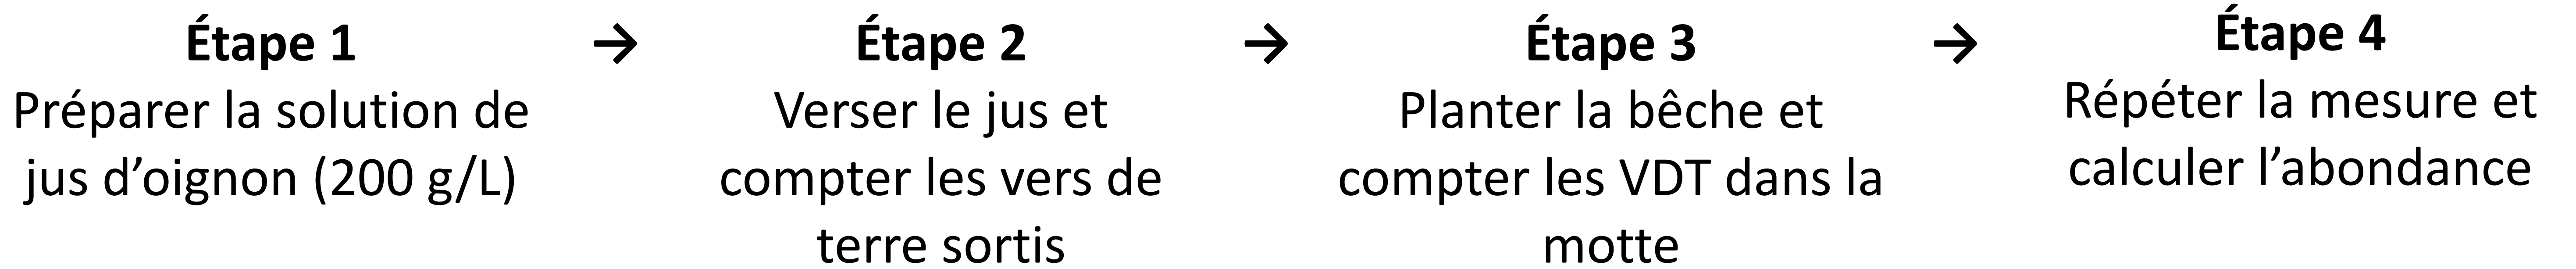 Étape 1
Préparer la solution de
jus d’oignon (200 g/L)
→
Étape 2
Verser le jus et
compter les vers de
terre sortis
→
Étape 3
Planter la bêche et
compter les VDT dans la
motte
→
Étape 4
Répéter la mesure et
calculer l’abondance